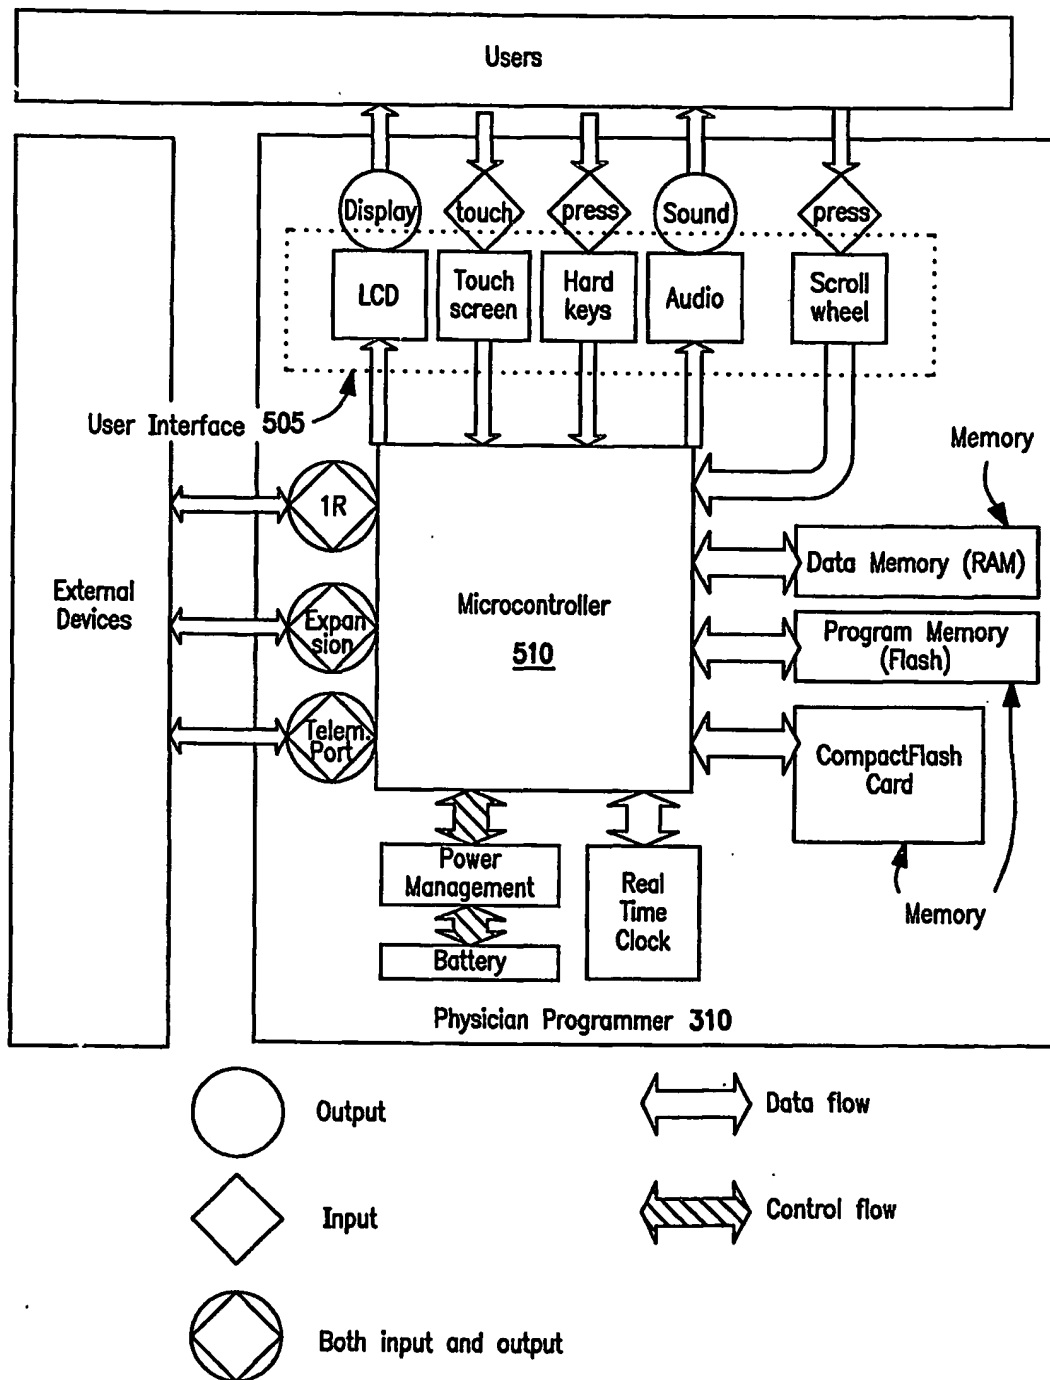 Users
Display
touch
press
Sound
press
LCD
Touch
screen
Hard
keys
Audio
Scroll
wheel
User Interface 505
Memory
1R
External
Devices
Expan
sion
Telem.
Port
Microcontroller
510
Data Memory (RAM)
Program Memory
(Flash)
CompactFlash
Card
Memory
Power
Management
Battery
Real
Time
Clock
Physician Programmer 310
Output
Data flow
Input
Control flow
Both input and output